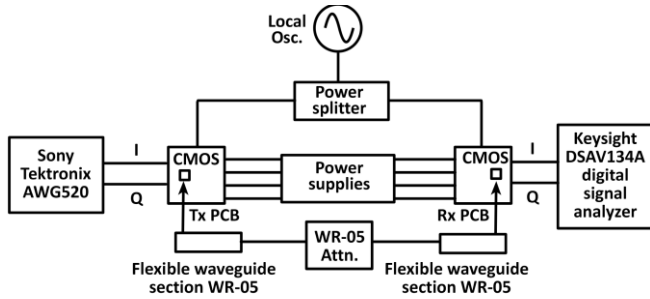 Local
Osc.
Power
splitter
Sony
Tektronix
AWG520
I
Q
CMOS
Tx PCB
Power
supplies
CMOS
Rx PCB
I
Q
Keysight
DSAV134A
digital
signal
analyzer
WR-05
Attn.
Flexible waveguide
section WR-05
Flexible waveguide
section WR-05